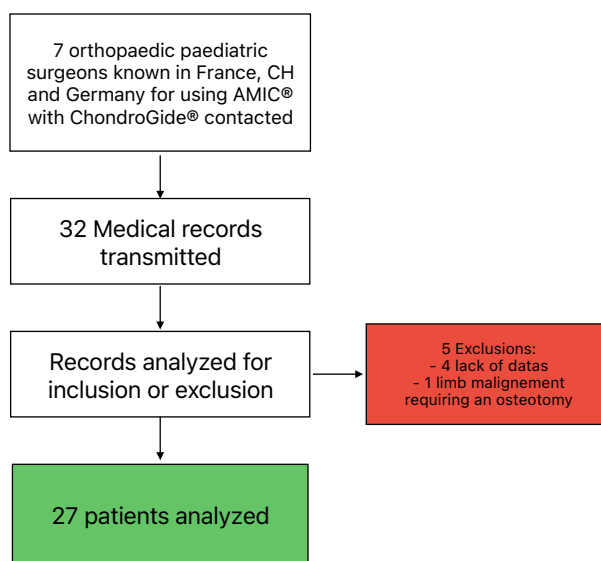 7 orthopaedic paediatric
surgeons known in France, CH
and Germany for using AMIC®
with ChondroGide® contacted
32 Medical records
transmitted
Records analyzed for
inclusion or exclusion
5 Exclusions:
- 4 lack of datas
- 1 limb malignement
requiring an osteotomy
27 patients analyzed